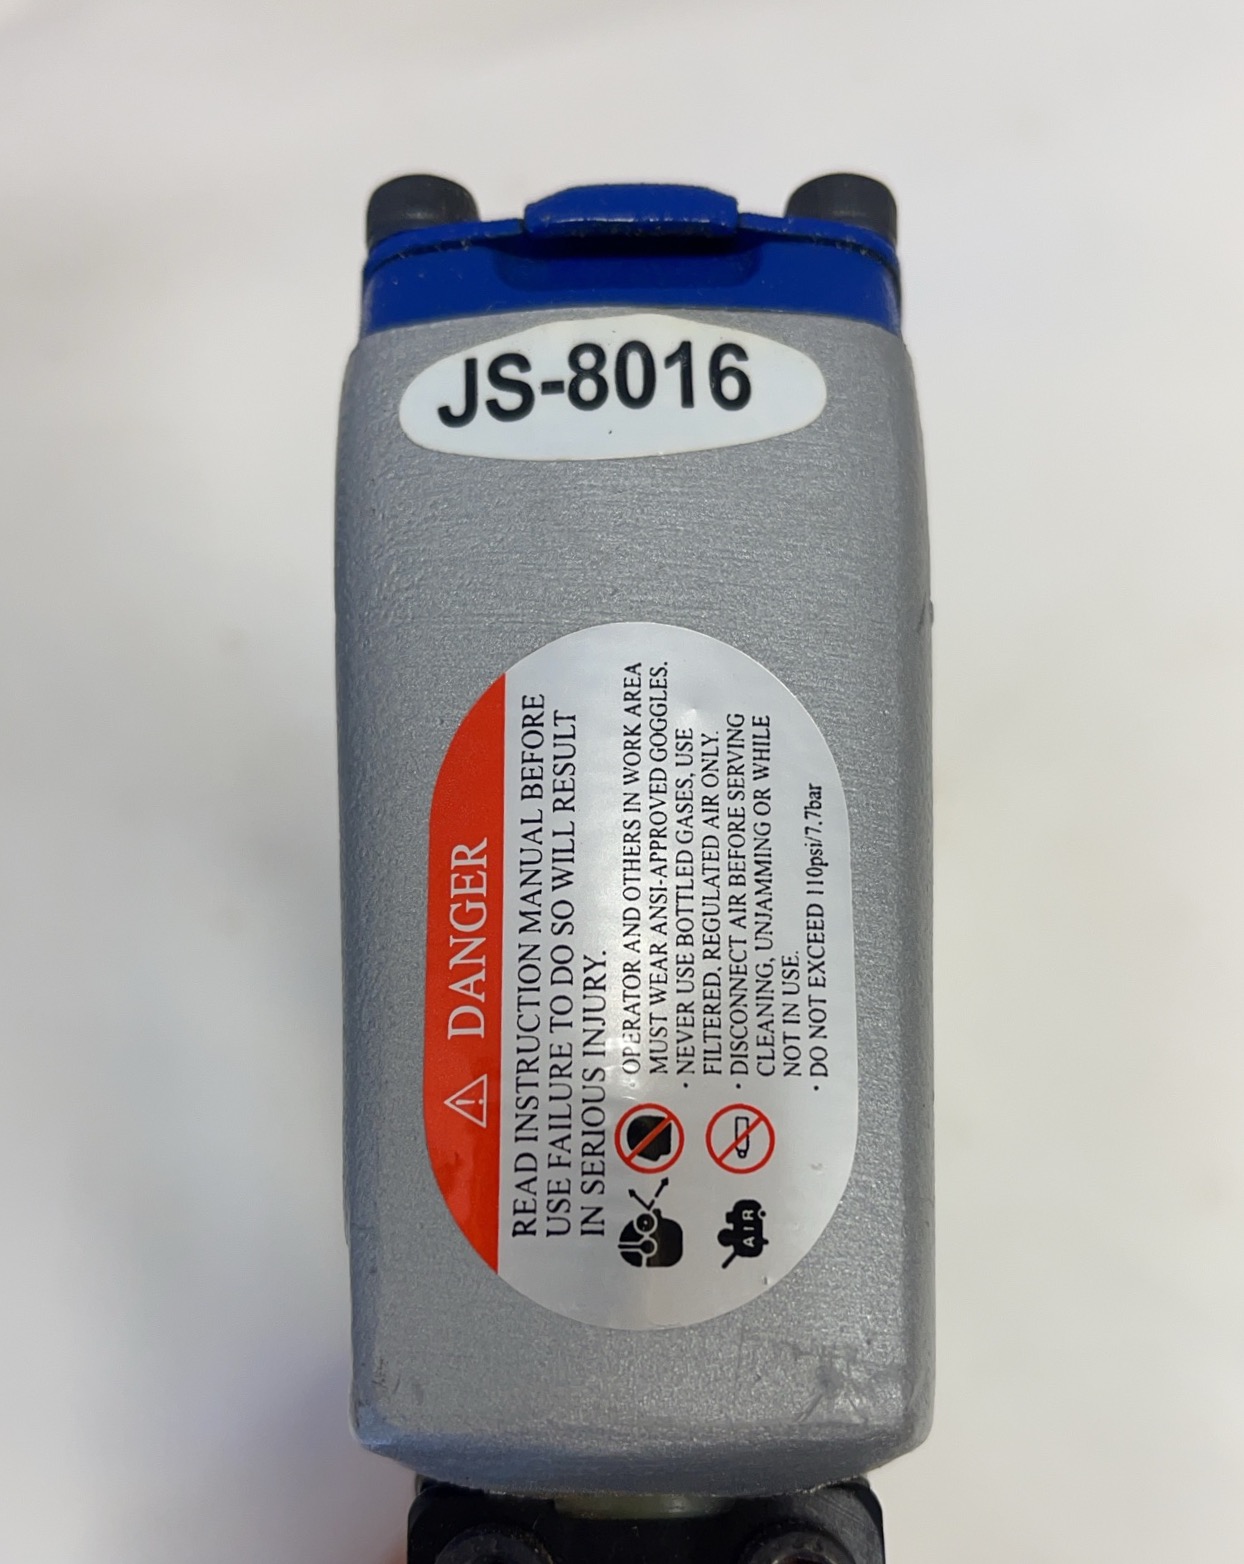 JS-8016
⚠ DANGER
READ INSTRUCTION MANUAL BEFORE
USE FAILURE TO DO SO WILL RESULT
IN SERIOUS INJURY.
· OPERATOR AND OTHERS IN WORK AREA
MUST WEAR ANSI-APPROVED GOGGLES.
· NEVER USE BOTTLED GASES, USE
FILTERED, REGULATED AIR ONLY.
· DISCONNECT AIR BEFORE SERVING
CLEANING, UNJAMMING OR WHILE
NOT IN USE.
· DO NOT EXCEED 110psi/7.7bar
AIR